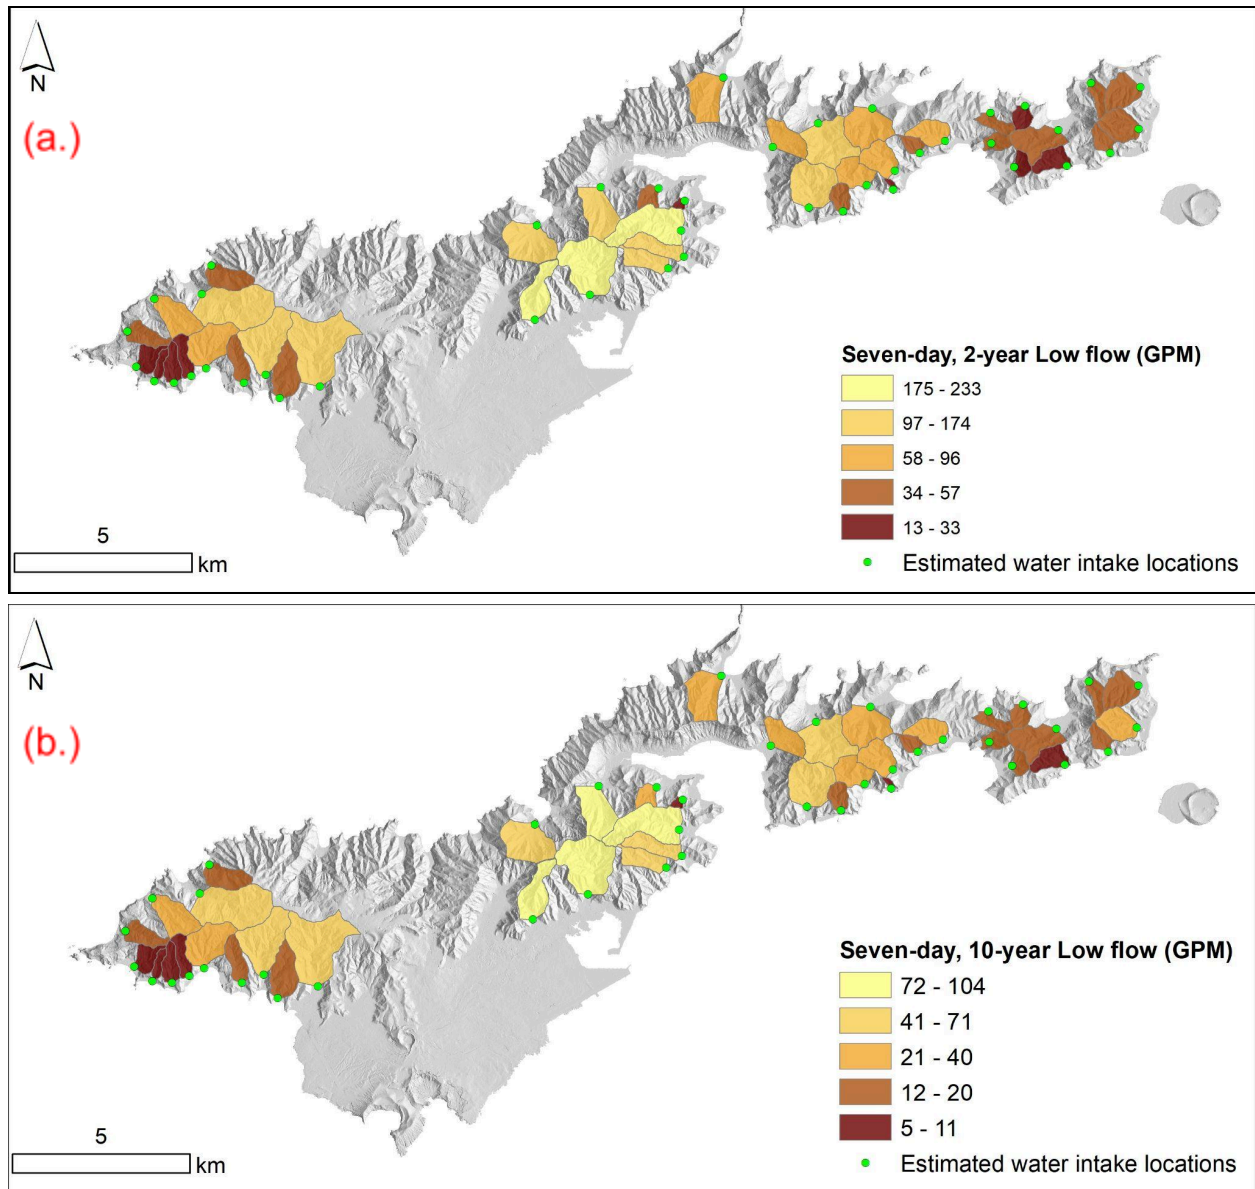 N
(a.)
Seven-day, 2-year Low flow (GPM)
175 - 233
97 - 174
58 - 96
34 - 57
13 - 33
Estimated water intake locations
5
km
N
(b.)
Seven-day, 10-year Low flow (GPM)
72 - 104
41 - 71
21 - 40
12 - 20
5 - 11
Estimated water intake locations
5
km